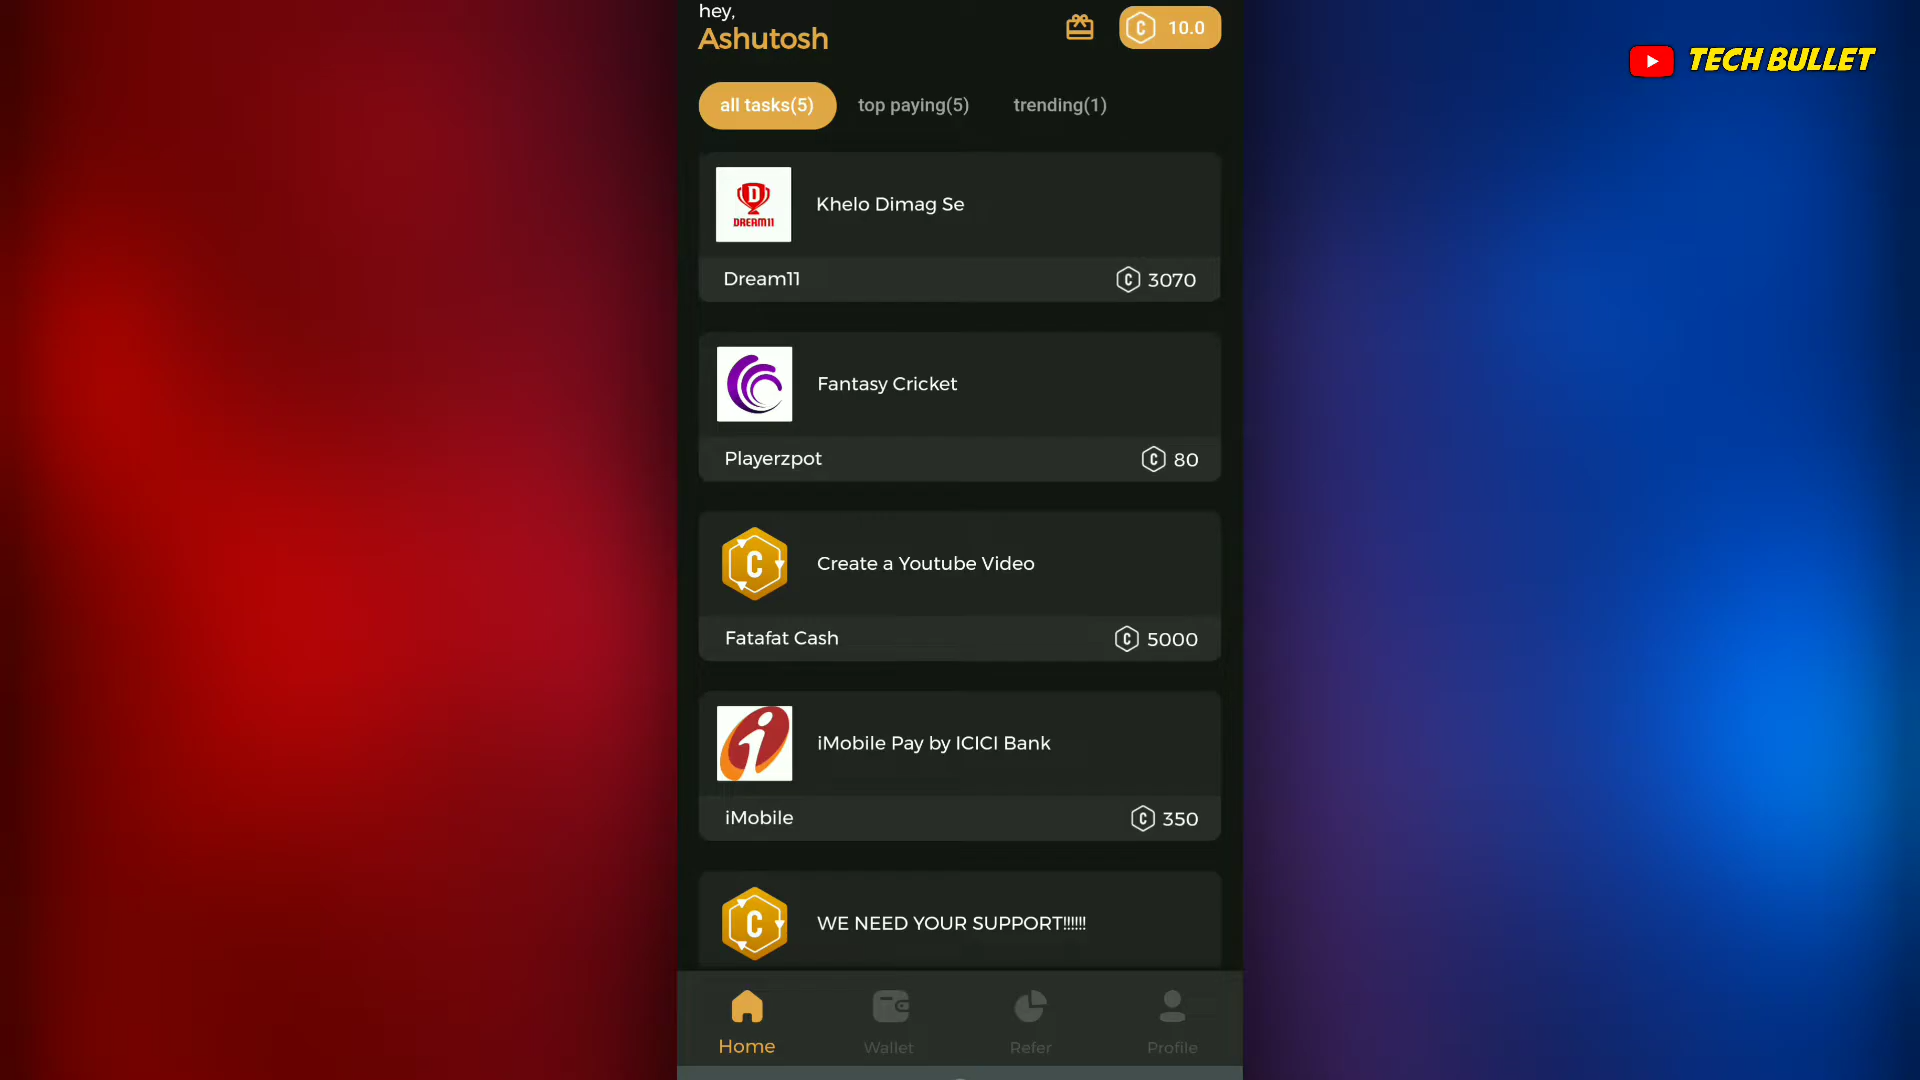 hey,
Ashutosh
C 10.0
TECH BULLET
all tasks(5) top paying(5) trending(1)
D
DREAM11
Khelo Dimag Se
Dream11 C 3070
Fantasy Cricket
Playerzpot C 80
C
Create a Youtube Video
Fatafat Cash C 5000
i
iMobile Pay by ICICI Bank
iMobile C 350
C
WE NEED YOUR SUPPORT!!!!!!
Home Wallet Refer Profile